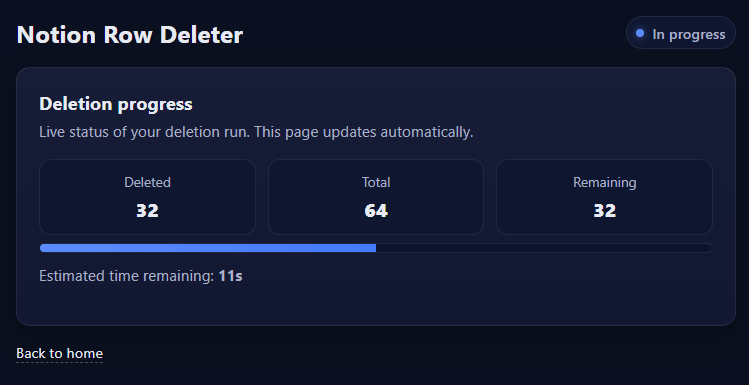 Notion Row Deleter
In progress
Deletion progress
Live status of your deletion run. This page updates automatically.
Deleted
32
Total
64
Remaining
32
Estimated time remaining: 11s
Back to home